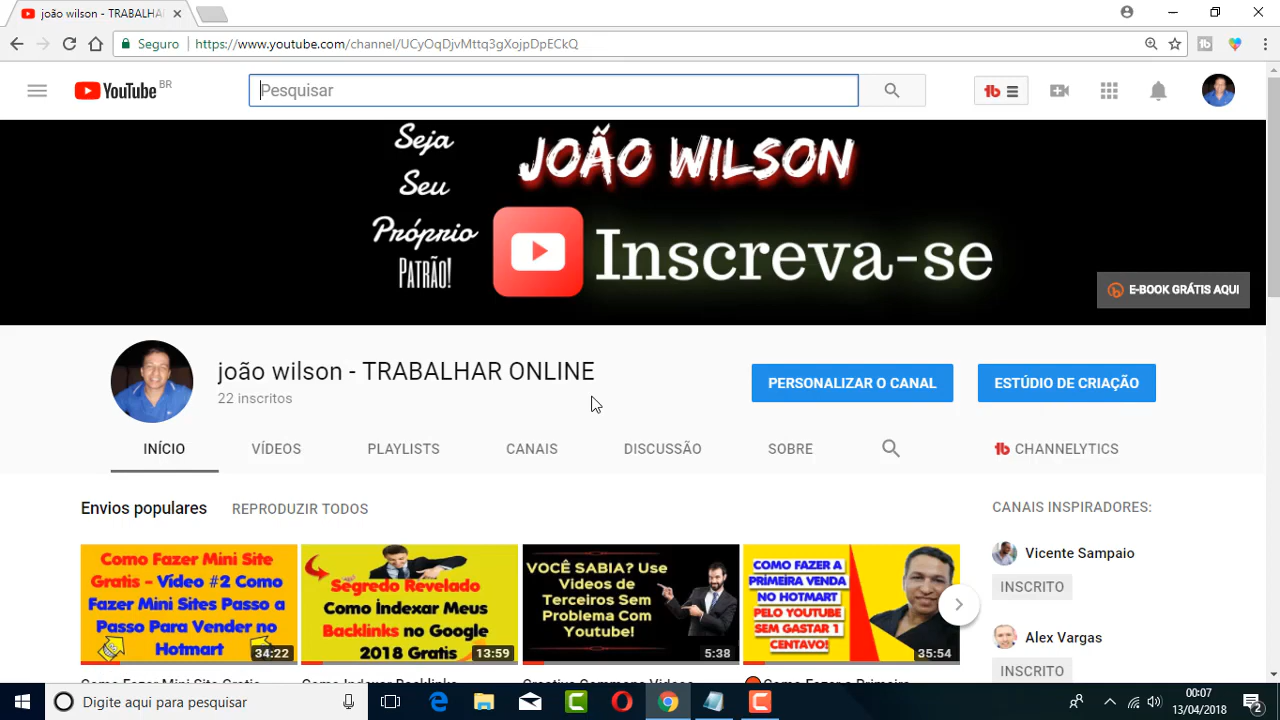 joão wilson - TRABALHAR
Seguro
https://www.youtube.com/channel/UCyOqDjvMttq3gXojpDpECkQ
YouTube BR
Pesquisar
Seja
Seu
Próprio
PATRÃO!
JOÃO WILSON
Inscreva-se
E-BOOK GRÁTIS AQUI
joão wilson - TRABALHAR ONLINE
22 inscritos
PERSONALIZAR O CANAL
ESTÚDIO DE CRIAÇÃO
INÍCIO
VÍDEOS
PLAYLISTS
CANAIS
DISCUSSÃO
SOBRE
CHANNELYTICS
Envios populares
REPRODUZIR TODOS
Como Fazer Mini Site
Gratis - Vídeo #2 Como
Fazer Mini Sites Passo a
Passo Para Vender no
Hotmart
34:22
Segredo Revelado
Como Indexar Meus
Backlinks no Google
2018 Gratis
13:59
VOCÊ SABIA? Use
Videos de
Terceiros Sem
Problema Com
Youtube!
5:38
COMO FAZER A
PRIMEIRA VENDA
NO HOTMART
PELO YOUTUBE
SEM GASTAR 1
CENTAVO!
35:54
CANAIS INSPIRADORES:
Vicente Sampaio
INSCRITO
Alex Vargas
INSCRITO
Digite aqui para pesquisar
00:07
13/04/2018
2